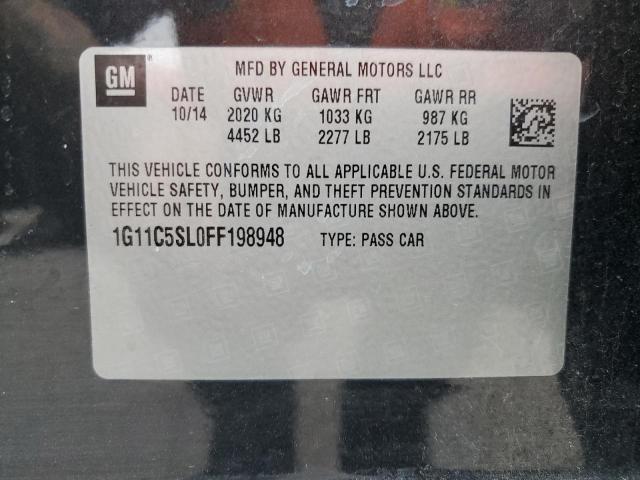 GM
MFD BY GENERAL MOTORS LLC
DATE GVWR GAWR FRT GAWR RR
10/14 2020 KG 1033 KG 987 KG
4452 LB 2277 LB 2175 LB
THIS VEHICLE CONFORMS TO ALL APPLICABLE U.S. FEDERAL MOTOR
VEHICLE SAFETY, BUMPER, AND THEFT PREVENTION STANDARDS IN
EFFECT ON THE DATE OF MANUFACTURE SHOWN ABOVE.
1G11C5SL0FF198948 TYPE: PASS CAR